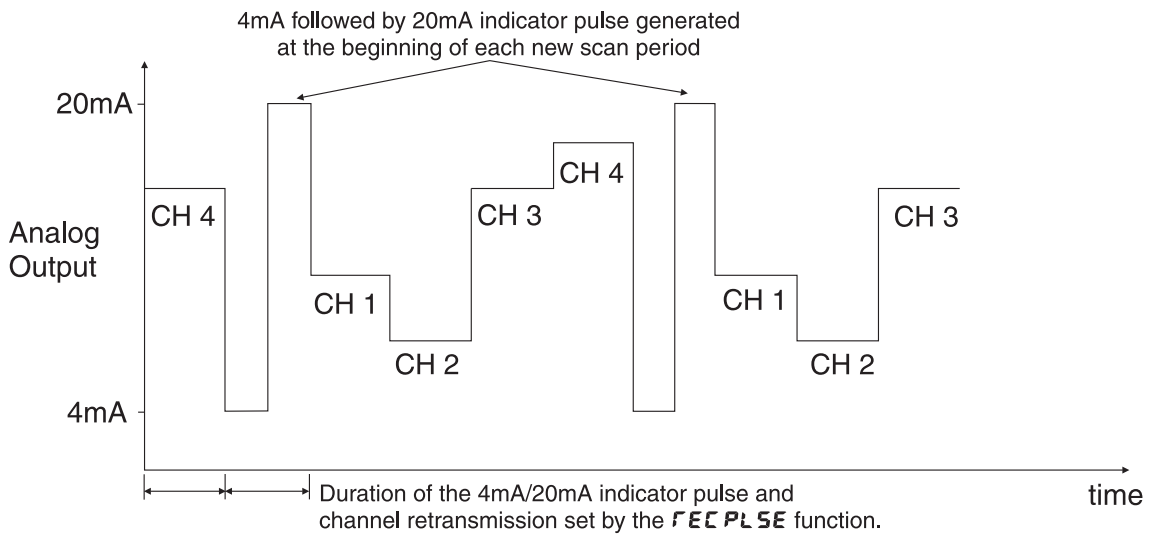 4mA followed by 20mA indicator pulse generated
at the beginning of each new scan period
20mA
CH 4
CH 4
CH 3
CH 3
Analog
Output
CH 1
CH 1
CH 2
CH 2
4mA
time
Duration of the 4mA/20mA indicator pulse and
channel retransmission set by the rECPLSE function.